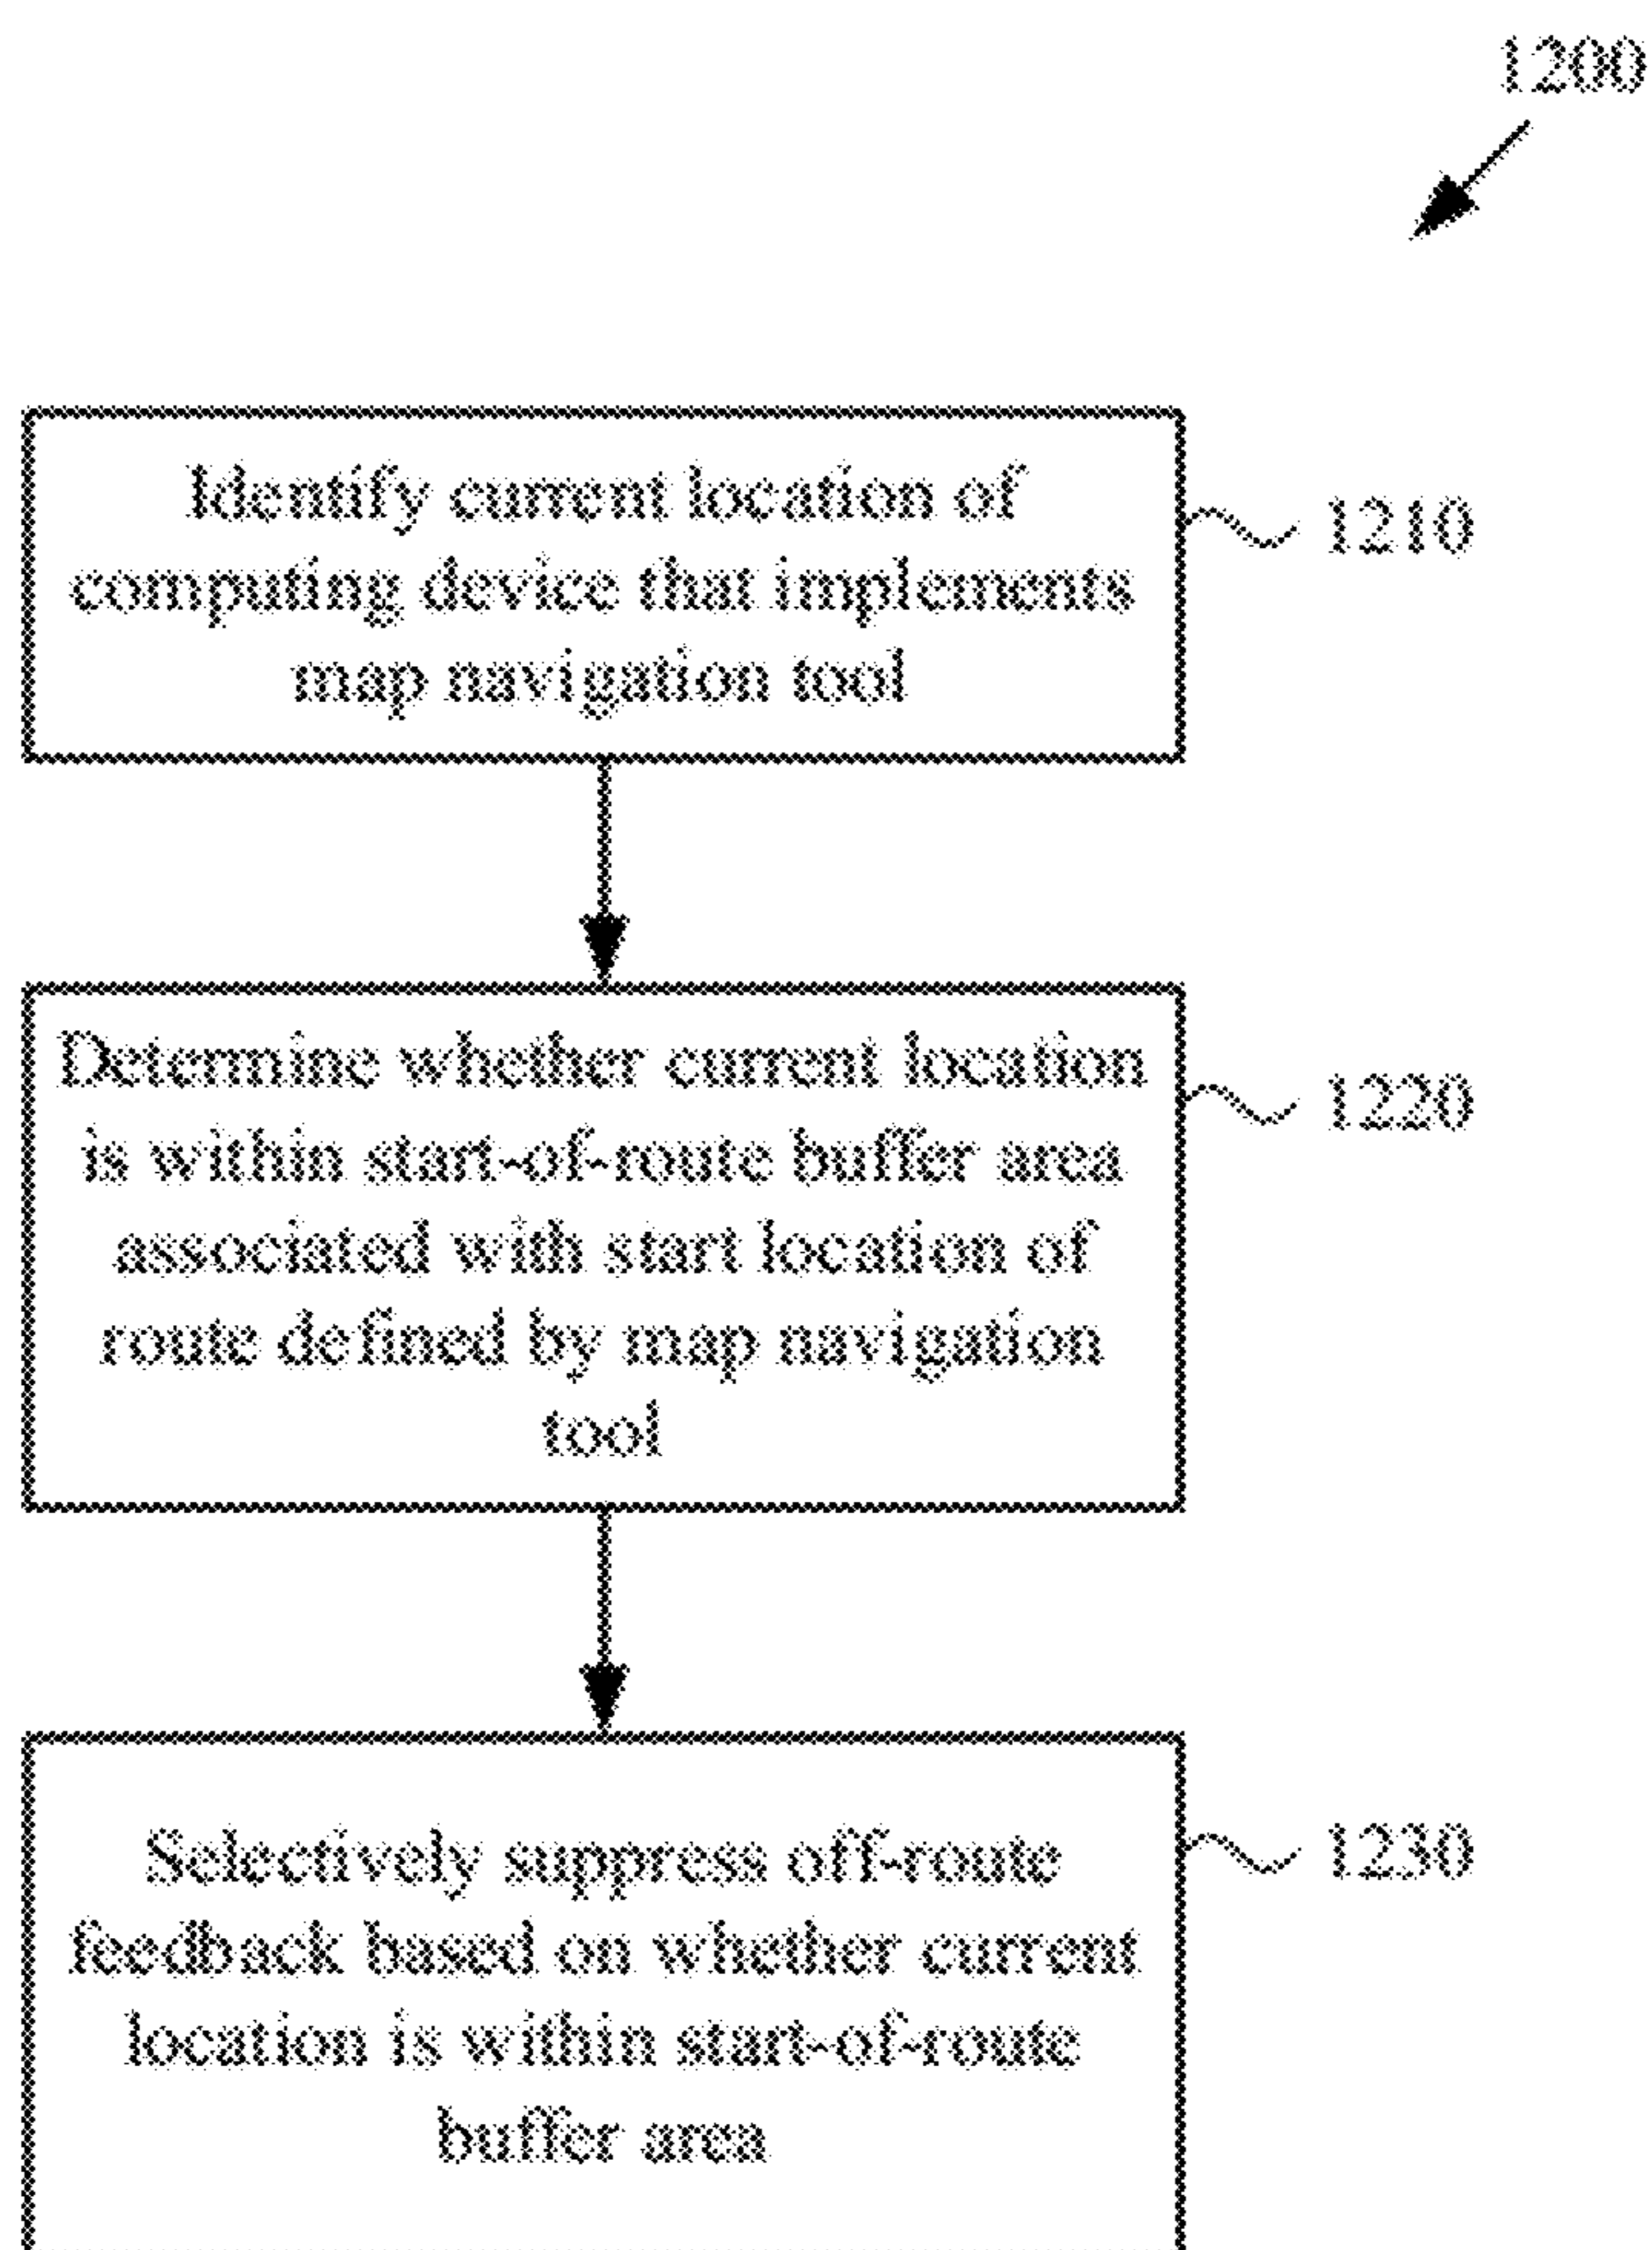 1200
Identify current location of
computing device that implements
map navigation tool
1210
Determine whether current location
is within start-of-route buffer area
associated with start location of
route defined by map navigation
tool
1220
Selectively suppress off-route
feedback based on whether current
location is within start-of-route
buffer area
1230